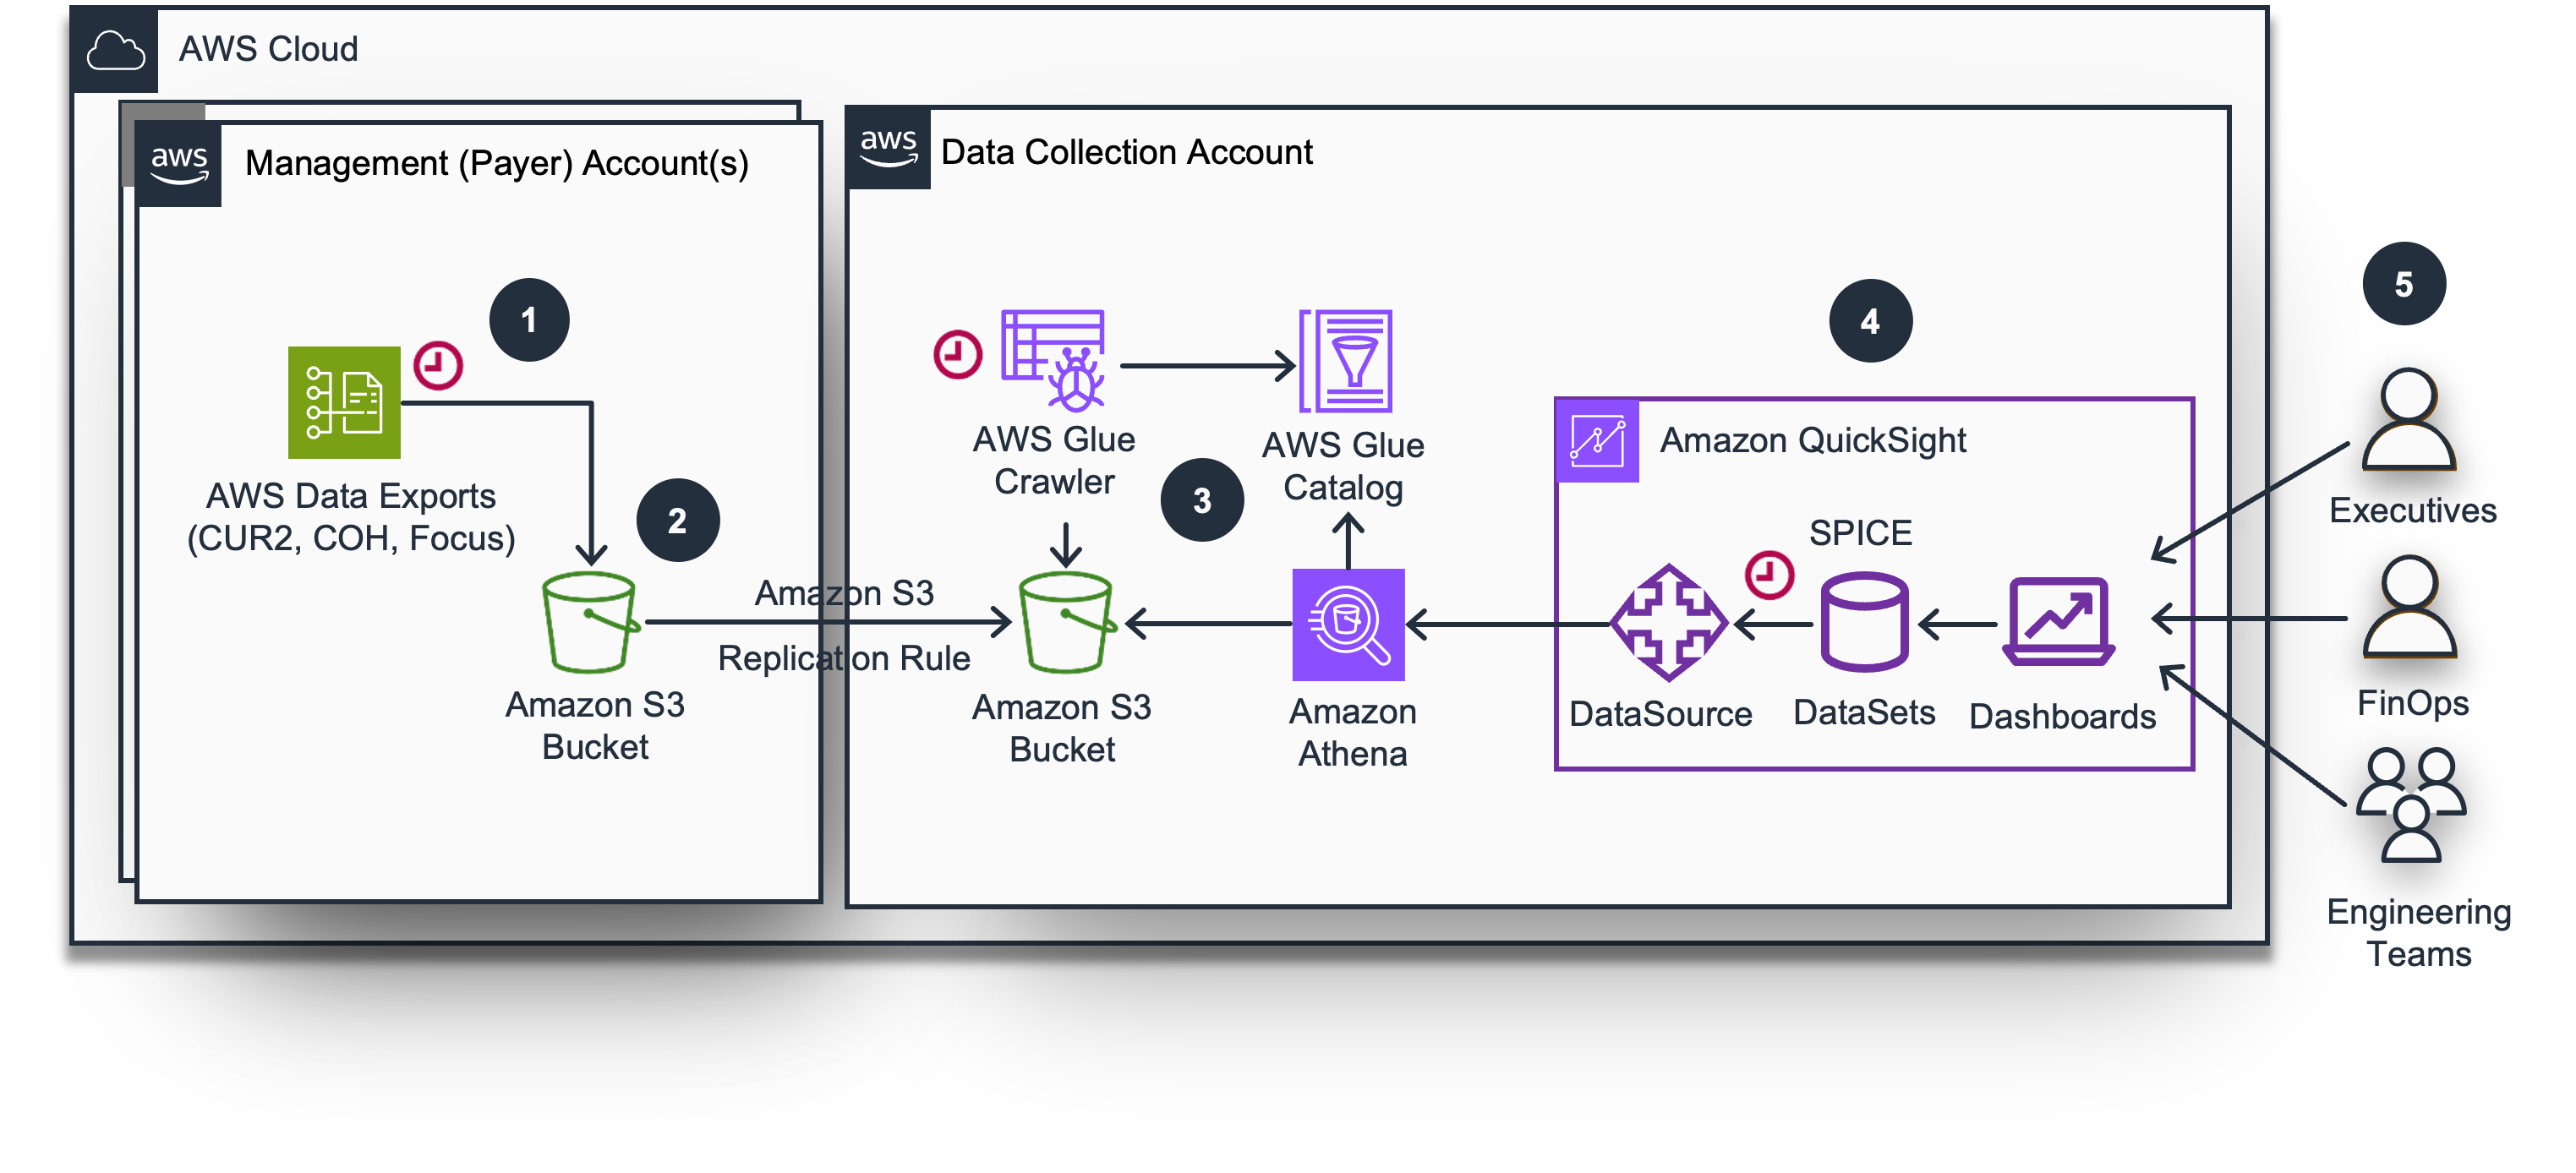 AWS Cloud
aws
Management (Payer) Account(s)
1
AWS Data Exports
(CUR2, COH, Focus)
2
Amazon S3
Bucket
Amazon S3
Replication Rule
aws
Data Collection Account
AWS Glue
Crawler
AWS Glue
Catalog
3
Amazon S3
Bucket
Amazon
Athena
4
Amazon QuickSight
SPICE
DataSource
DataSets
Dashboards
5
Executives
FinOps
Engineering
Teams